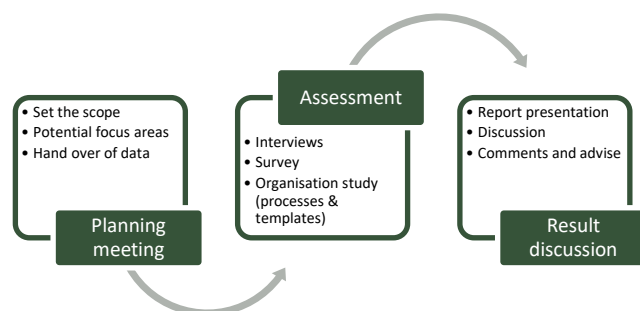 • Set the scope
• Potential focus areas
• Hand over of data
Planning
meeting
Assessment
• Interviews
• Survey
• Organisation study
(processes &
templates)
• Report presentation
• Discussion
• Comments and advise
Result
discussion